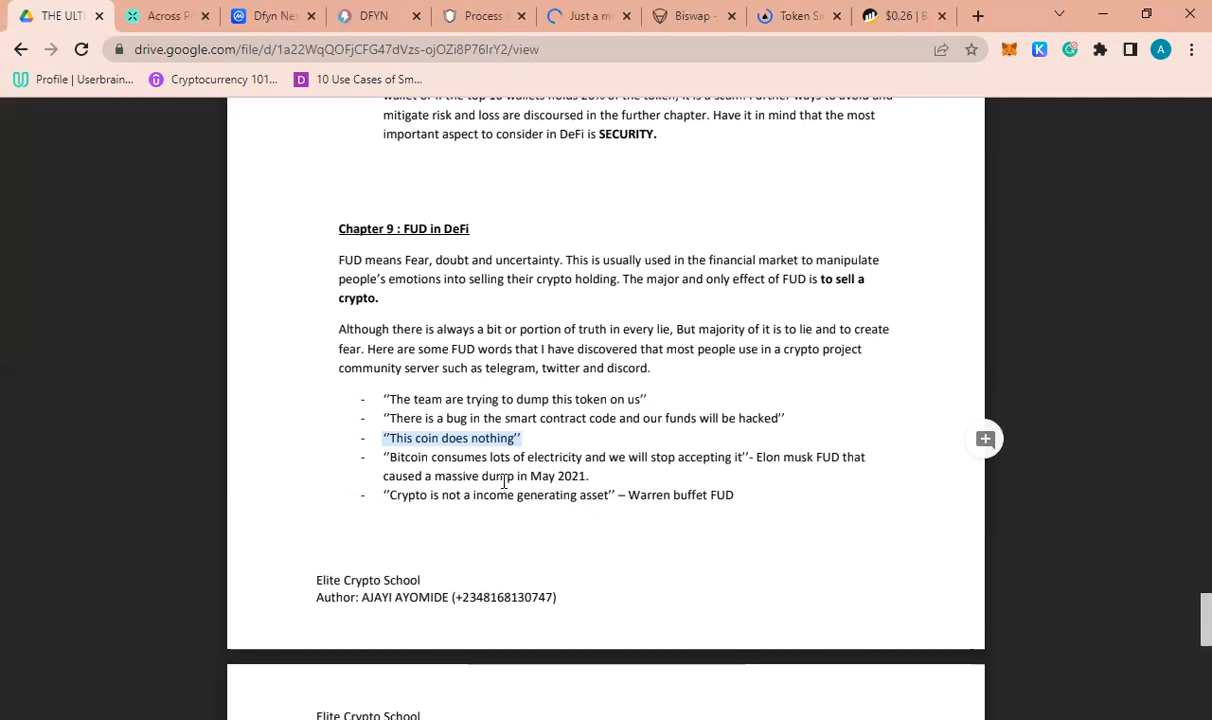 THE ULT
Across P
Dfyn Ne
DFYN
Process
Just a m
Biswap -
Token S
$0.26 | B
drive.google.com/file/d/1a22WqQOFjCFG47dVzs-ojOZi8P76IrY2/view
A
Profile | Userbrain...
Cryptocurrency 101...
D
10 Use Cases of Sm...
mitigate risk and loss are discoursed in the further chapter. Have it in mind that the most
important aspect to consider in DeFi is SECURITY.
Chapter 9 : FUD in DeFi
FUD means Fear, doubt and uncertainty. This is usually used in the financial market to manipulate
people's emotions into selling their crypto holding. The major and only effect of FUD is to sell a
crypto.
Although there is always a bit or portion of truth in every lie, But majority of it is to lie and to create
fear. Here are some FUD words that I have discovered that most people use in a crypto project
community server such as telegram, twitter and discord.
- ''The team are trying to dump this token on us''
- ''There is a bug in the smart contract code and our funds will be hacked''
- ''This coin does nothing''
- ''Bitcoin consumes lots of electricity and we will stop accepting it''- Elon musk FUD that
caused a massive dump in May 2021.
- ''Crypto is not a income generating asset'' – Warren buffet FUD
Elite Crypto School
Author: AJAYI AYOMIDE (+2348168130747)
Elite Crypto School